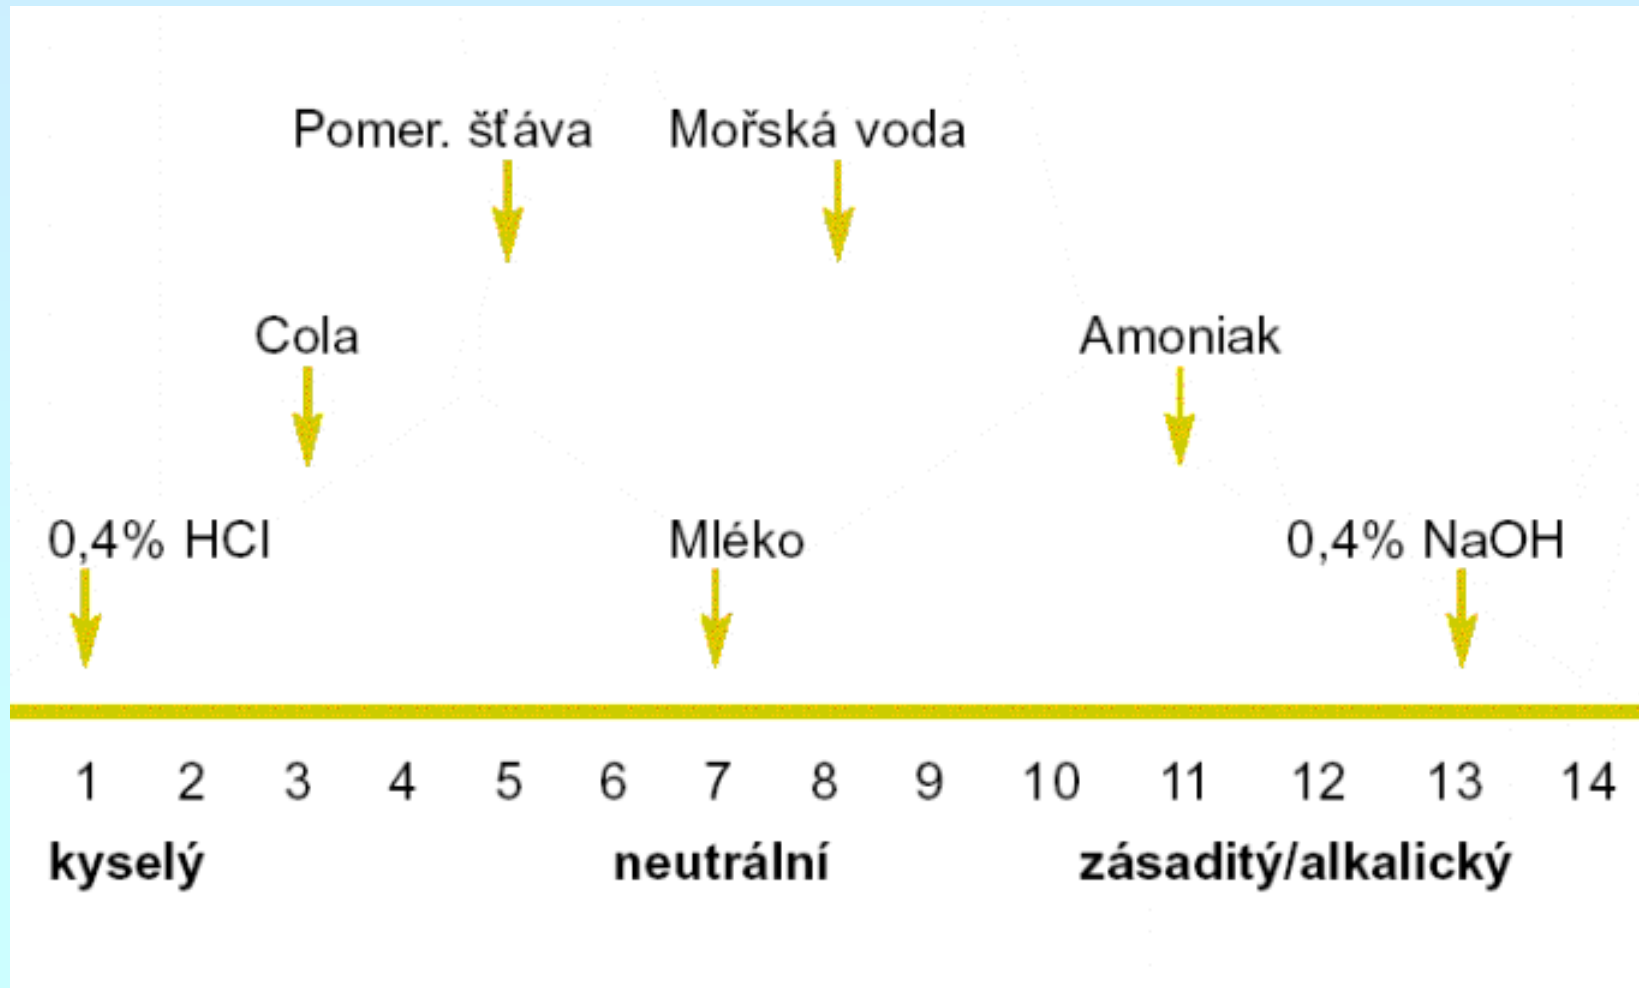 Pomer. šťáva Mořská voda
Cola Amoniak
0,4% HCl Mléko 0,4% NaOH
1 2 3 4 5 6 7 8 9 10 11 12 13 14
kyselý neutrální zásaditý/alkalický